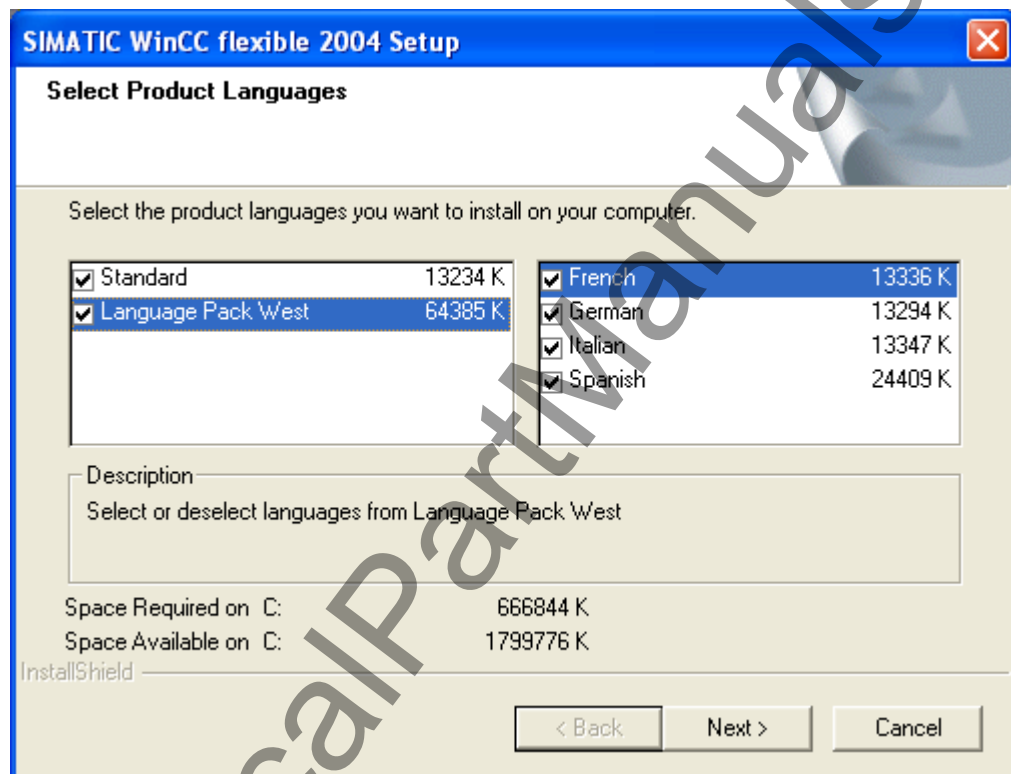 SIMATIC WinCC flexible 2004 Setup
Select Product Languages
Select the product languages you want to install on your computer.
Standard 13234 K
Language Pack West 64385 K
French 13336 K
German 13294 K
Italian 13347 K
Spanish 24409 K
Description
Select or deselect languages from Language Pack West
Space Required on C: 666844 K
Space Available on C: 1799776 K
InstallShield
< Back
Next >
Cancel
calPartManuals